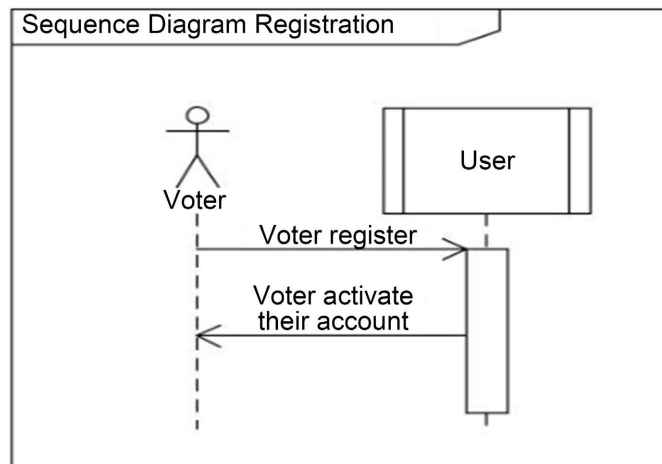 Sequence Diagram Registration
User
Voter
Voter register
Voter activate
their account